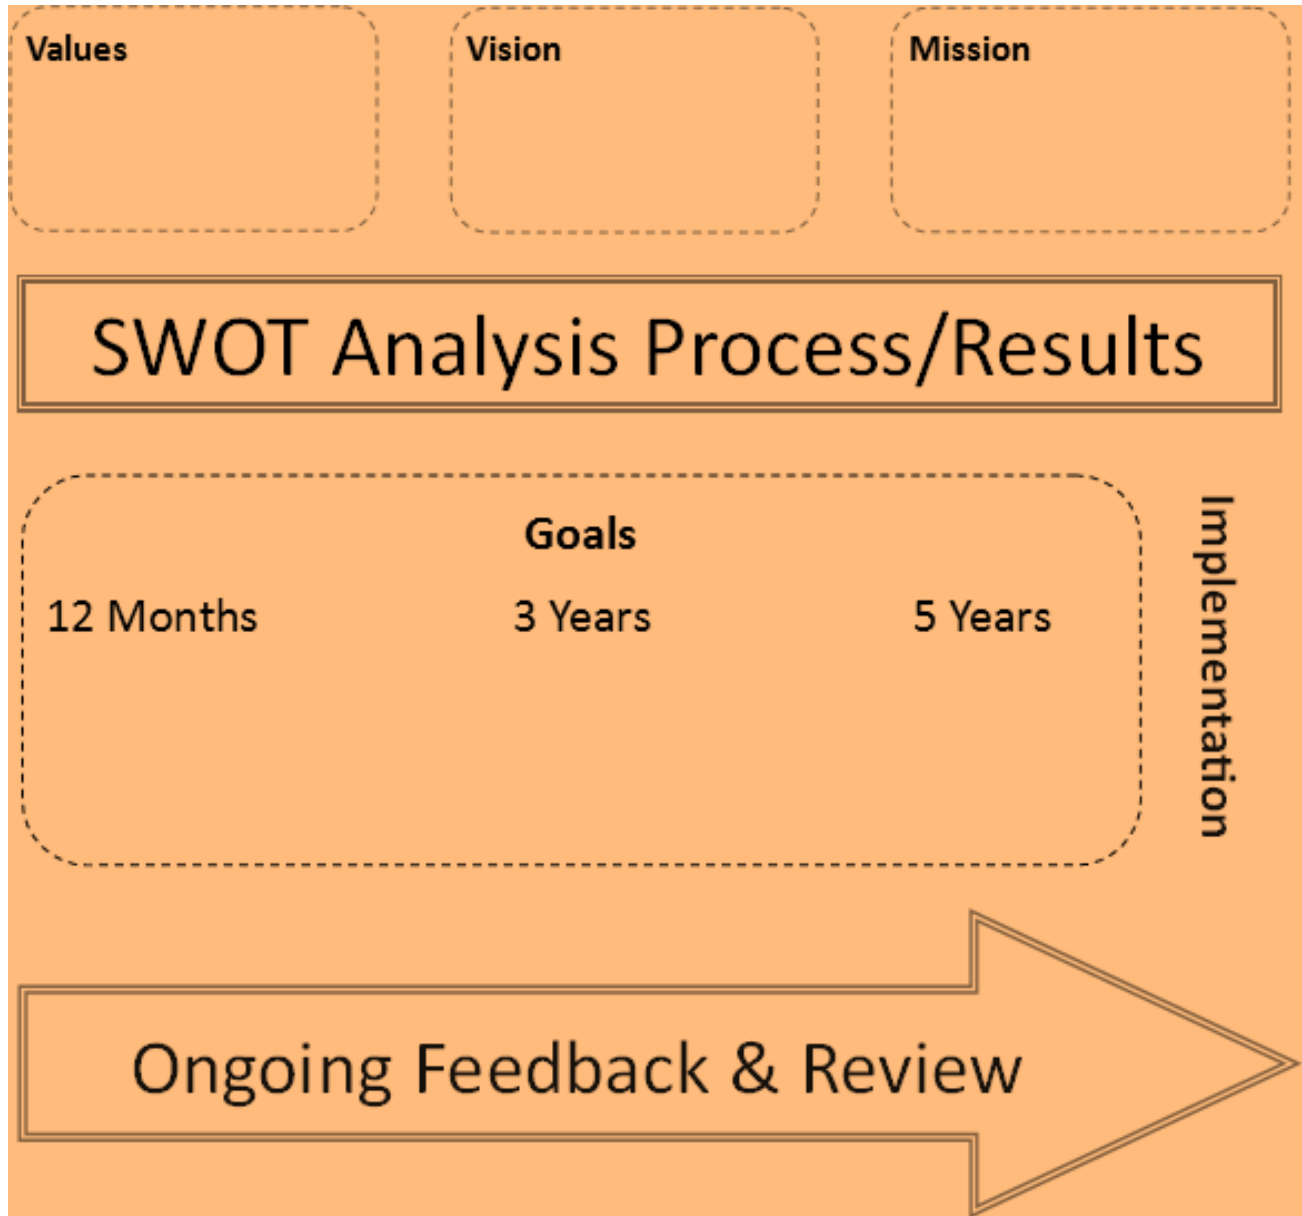 Values
Vision
Mission
SWOT Analysis Process/Results
Goals
12 Months
3 Years
5 Years
Implementation
Ongoing Feedback & Review